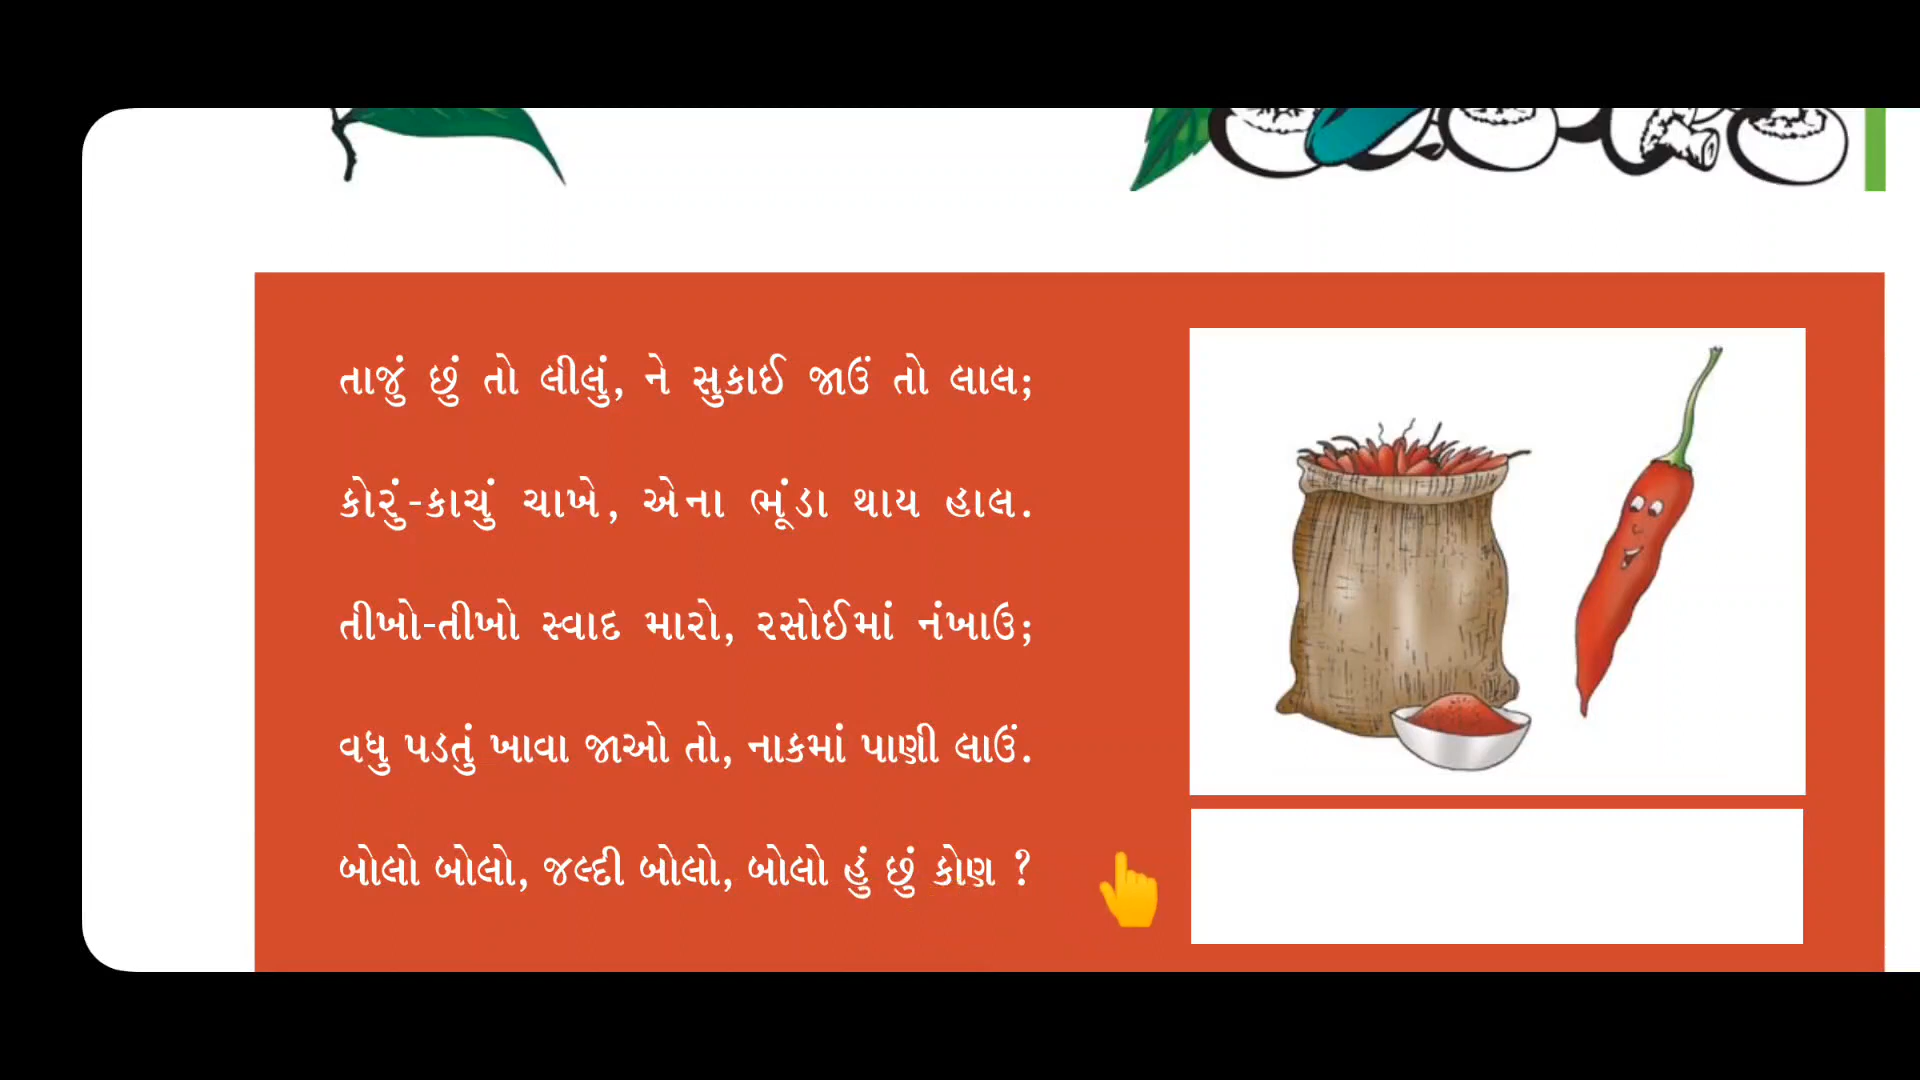 તાજું છું તો લીલું, ને સુકાઈ જાઉં તો લાલ;
કોરું-કાચું ચાખે, એના ભૂંડા થાય હાલ.
તીખો-તીખો સ્વાદ મારો, રસોઈમાં નંખાઉ;
વધુ પડતું ખાવા જાઓ તો, નાકમાં પાણી લાઉં.
બોલો બોલો, જલ્દી બોલો, બોલો હું છું કોણ ?